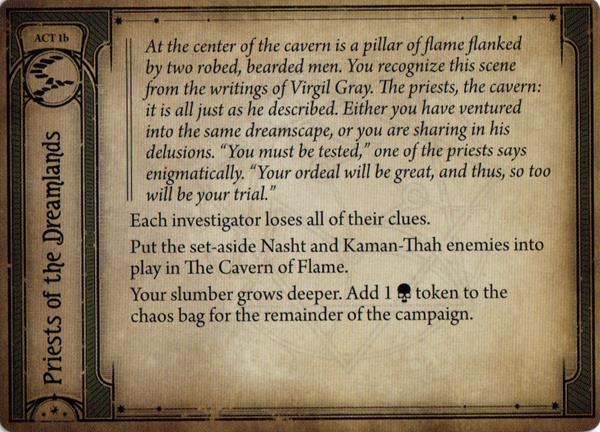 ACT 1b
Priests of the Dreamlands
At the center of the cavern is a pillar of flame flanked
by two robed, bearded men. You recognize this scene
from the writings of Virgil Gray. The priests, the cavern:
it is all just as he described. Either you have ventured
into the same dreamscape, or you are sharing in his
delusions. “You must be tested,” one of the priests says
enigmatically. “Your ordeal will be great, and thus, so too
will be your trial.”
Each investigator loses all of their clues.
Put the set-aside Nasht and Kaman-Thah enemies into
play in The Cavern of Flame.
Your slumber grows deeper. Add 1 token to the
chaos bag for the remainder of the campaign.